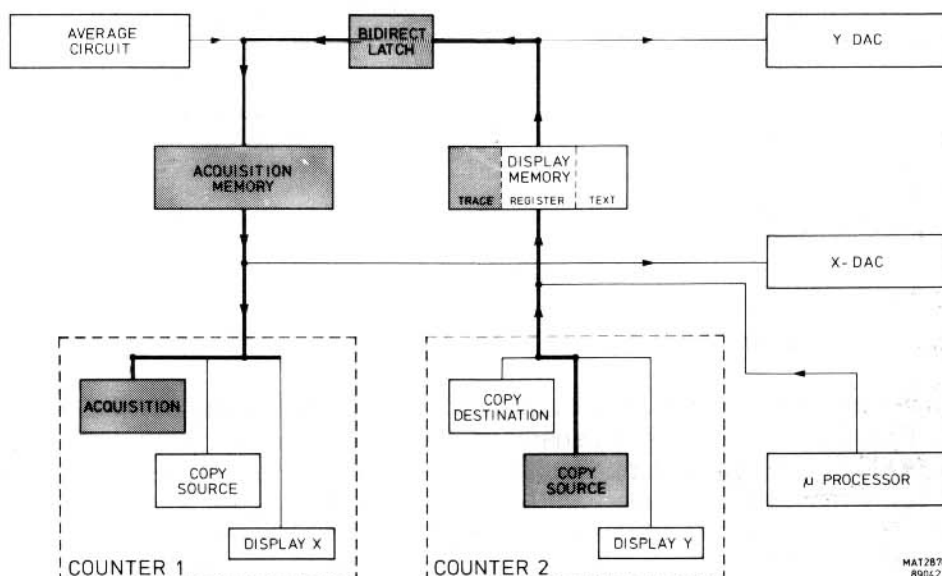 AVERAGE
CIRCUIT
BIDIRECT
LATCH
Y DAC
ACQUISITION
MEMORY
DISPLAY
MEMORY
TRACE
REGISTER
TEXT
X-DAC
ACQUISITION
COPY
SOURCE
DISPLAY X
COUNTER 1
COPY
DESTINATION
COPY
SOURCE
DISPLAY Y
COUNTER 2
µ PROCESSOR
MAT287